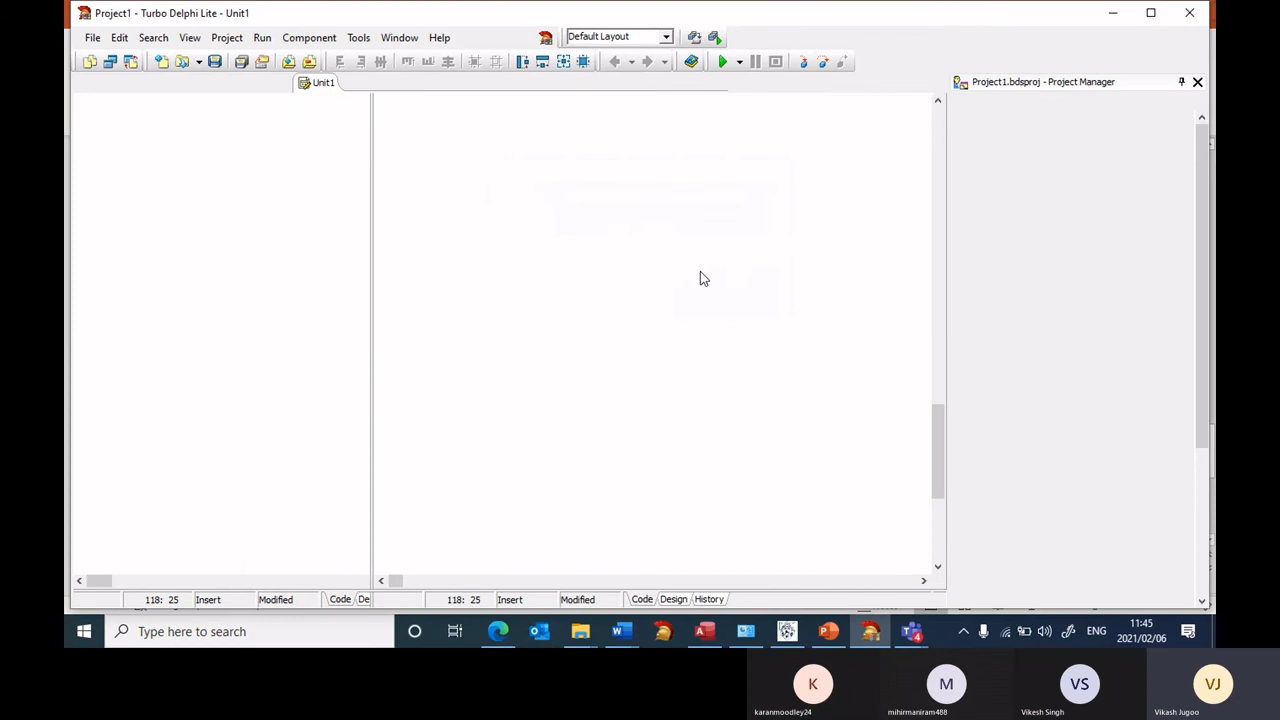 Project1 - Turbo Delphi Lite - Unit1
File Edit Search View Project Run Component Tools Window Help
Default Layout
Unit1
Project1.bdsproj - Project Manager
118: 25 Insert Modified Code De
118: 25 Insert Modified Code Design History
Type here to search
ENG
11:45
2021/02/06
4
K
M
VS
VJ
karanmoodley24
mihirmaniram488
Vikesh Singh
Vikash Jugoo